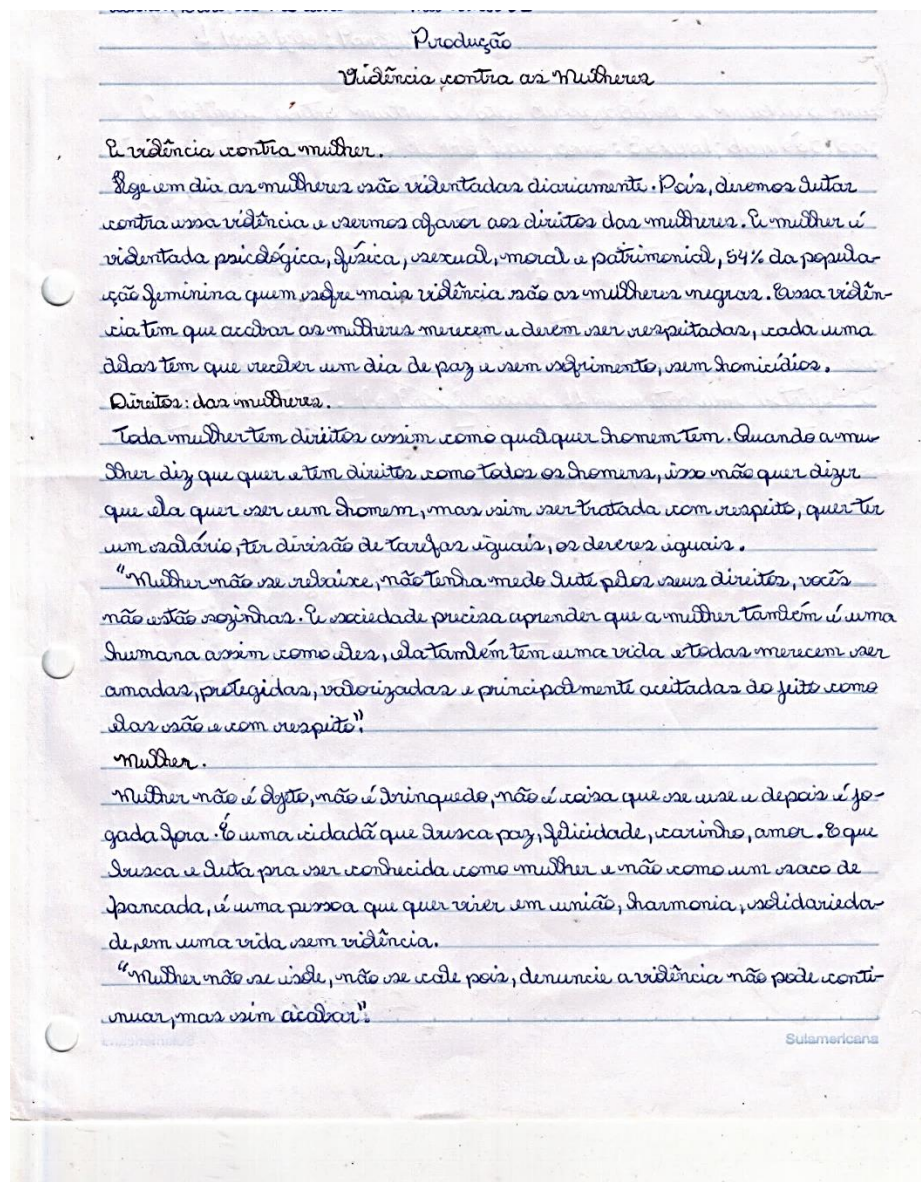 Produção
Violência contra as Mulheres
A violência contra mulher.
Hoje em dia as mulheres são violentadas diariamente. Pois, devemos lutar
contra essa violência e sermos afavor aos direitos das mulheres. A mulher é
violentada psicológica, física, sexual, moral e patrimonial, 54% da popula-
ção feminina quem sofre mais violência são as mulheres negras. Essa violên-
cia tem que acabar as mulheres merecem e devem ser respeitadas, cada uma
delas tem que receber um dia de paz e sem sofrimento, sem homicídios.
Direitos: das mulheres.
Toda mulher tem direitos assim como qualquer homem tem. Quando a mu-
lher diz que quer e tem direitos como todos os homens, isso não quer dizer
que ela quer ser um homem, mas sim ser tratada com respeito, quer ter
um salário, ter divisão de tarefas iguais, os deveres iguais.
"Mulher não se rebaixe, não tenha medo lute pelos seus direitos, vocês
não estão sozinhas. A sociedade precisa aprender que a mulher também é uma
humana assim como eles, ela também tem uma vida e todas merecem ser
amadas, protegidas, valorizadas e principalmente aceitadas do jeito como
elas são e com respeito".
Mulher.
Mulher não é objeto, não é brinquedo, não é coisa que se use e depois é jo-
gada fora. É uma cidadã que busca paz, felicidade, carinho, amor. E que
busca e luta pra ser conhecida como mulher e não como um saco de
pancada, é uma pessoa que quer viver em união, harmonia, solidarieda-
de, em uma vida sem violência.
"Mulher não se isole, não se cale pois, denuncie a violência não pode conti-
nuar, mas sim acabar".
Sulamericana